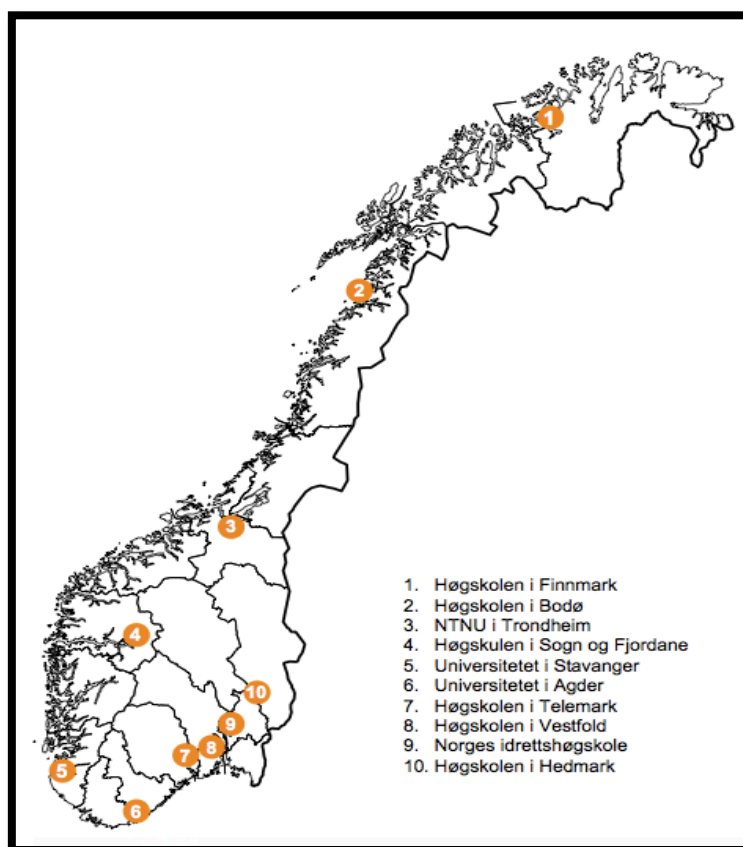 1
2
3
4
10
9
8
7
5
6
1. Høgskolen i Finnmark
2. Høgskolen i Bodø
3. NTNU i Trondheim
4. Høgskulen i Sogn og Fjordane
5. Universitetet i Stavanger
6. Universitetet i Agder
7. Høgskolen i Telemark
8. Høgskolen i Vestfold
9. Norges idrettshøgskole
10. Høgskolen i Hedmark